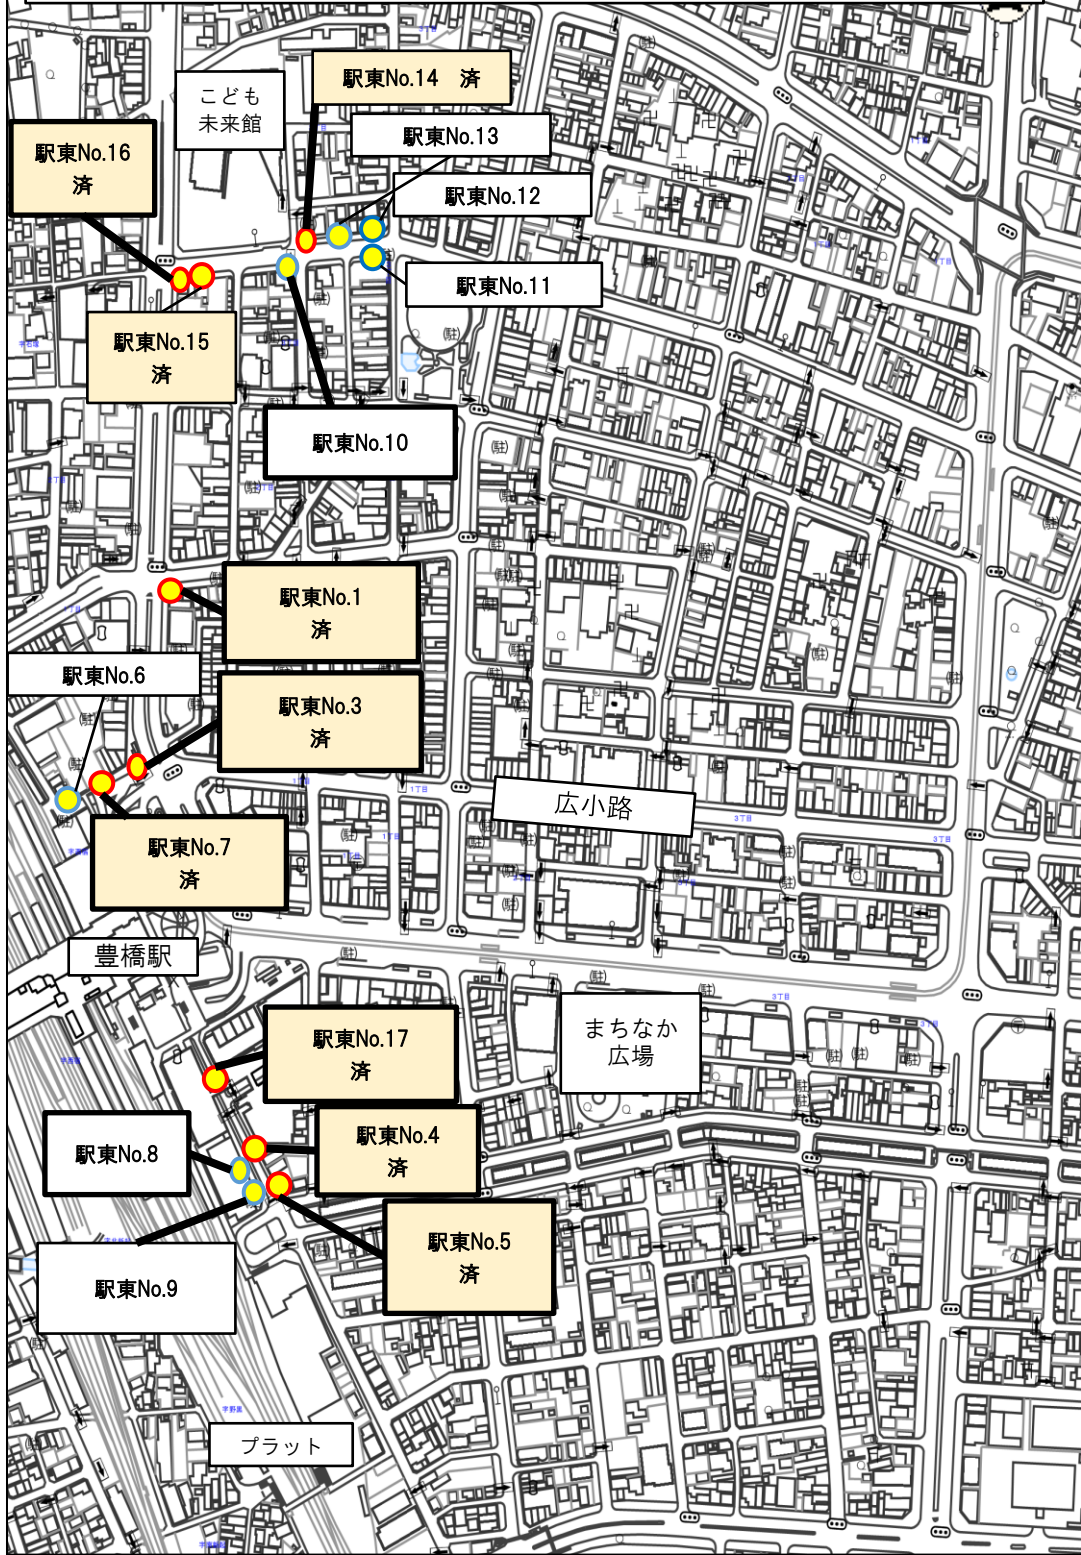 駅東No.14　済
こども
未来館
駅東No.13
駅東No.16
済
駅東No.12
駅東No.11
駅東No.15
済
駅東No.10
駅東No.1
済
駅東No.6
駅東No.3
済
広小路
駅東No.7
済
豊橋駅
まちなか
広場
駅東No.17
済
駅東No.4
済
駅東No.8
駅東No.5
済
駅東No.9
プラット